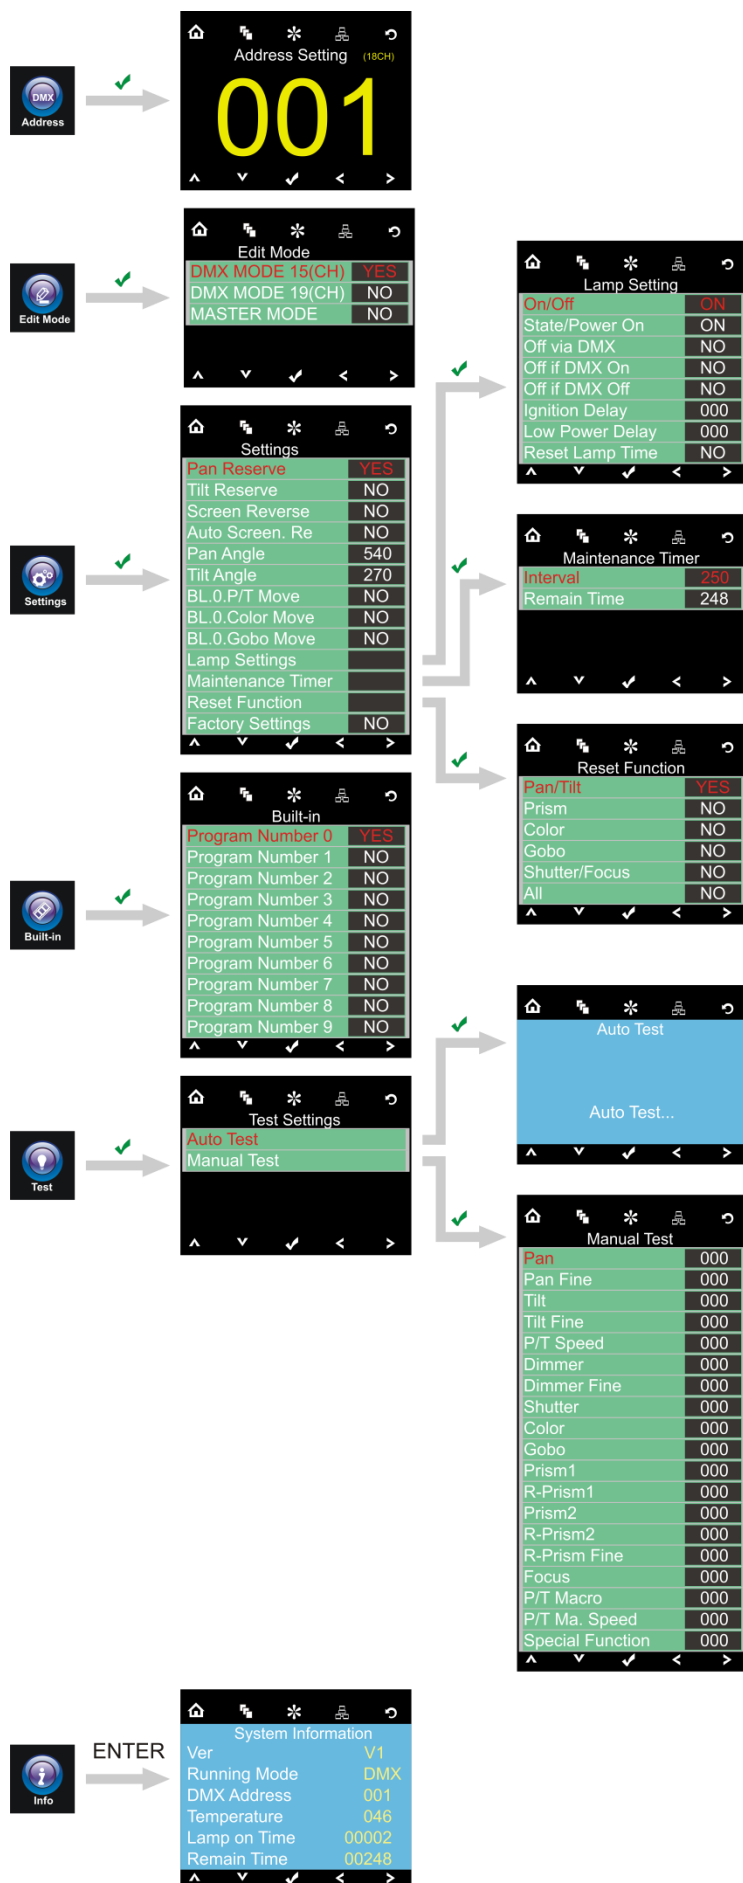 Address Setting (18CH)
DMX
Address
001
Edit Mode
DMX MODE 15(CH) YES
DMX MODE 19(CH) NO
MASTER MODE NO
Edit Mode
Lamp Setting
On/Off ON
State/Power On ON
Off via DMX NO
Off if DMX On NO
Off if DMX Off NO
Ignition Delay 000
Low Power Delay 000
Reset Lamp Time NO
Settings
Pan Reserve YES
Tilt Reserve NO
Screen Reverse NO
Auto Screen. Re NO
Pan Angle 540
Tilt Angle 270
BL.0.P/T Move NO
BL.0.Color Move NO
BL.0.Gobo Move NO
Lamp Settings
Maintenance Timer
Reset Function
Factory Settings NO
Settings
Maintenance Timer
Interval 250
Remain Time 248
Reset Function
Pan/Tilt YES
Prism NO
Color NO
Gobo NO
Shutter/Focus NO
All NO
Built-in
Program Number 0 YES
Program Number 1 NO
Program Number 2 NO
Program Number 3 NO
Program Number 4 NO
Program Number 5 NO
Program Number 6 NO
Program Number 7 NO
Program Number 8 NO
Program Number 9 NO
Built-in
Auto Test
Auto Test...
Test Settings
Auto Test
Manual Test
Test
Manual Test
Pan 000
Pan Fine 000
Tilt 000
Tilt Fine 000
P/T Speed 000
Dimmer 000
Dimmer Fine 000
Shutter 000
Color 000
Gobo 000
Prism1 000
R-Prism1 000
Prism2 000
R-Prism2 000
R-Prism Fine 000
Focus 000
P/T Macro 000
P/T Ma. Speed 000
Special Function 000
ENTER
Info
System Information
Ver V1
Running Mode DMX
DMX Address 001
Temperature 046
Lamp on Time 00002
Remain Time 00248